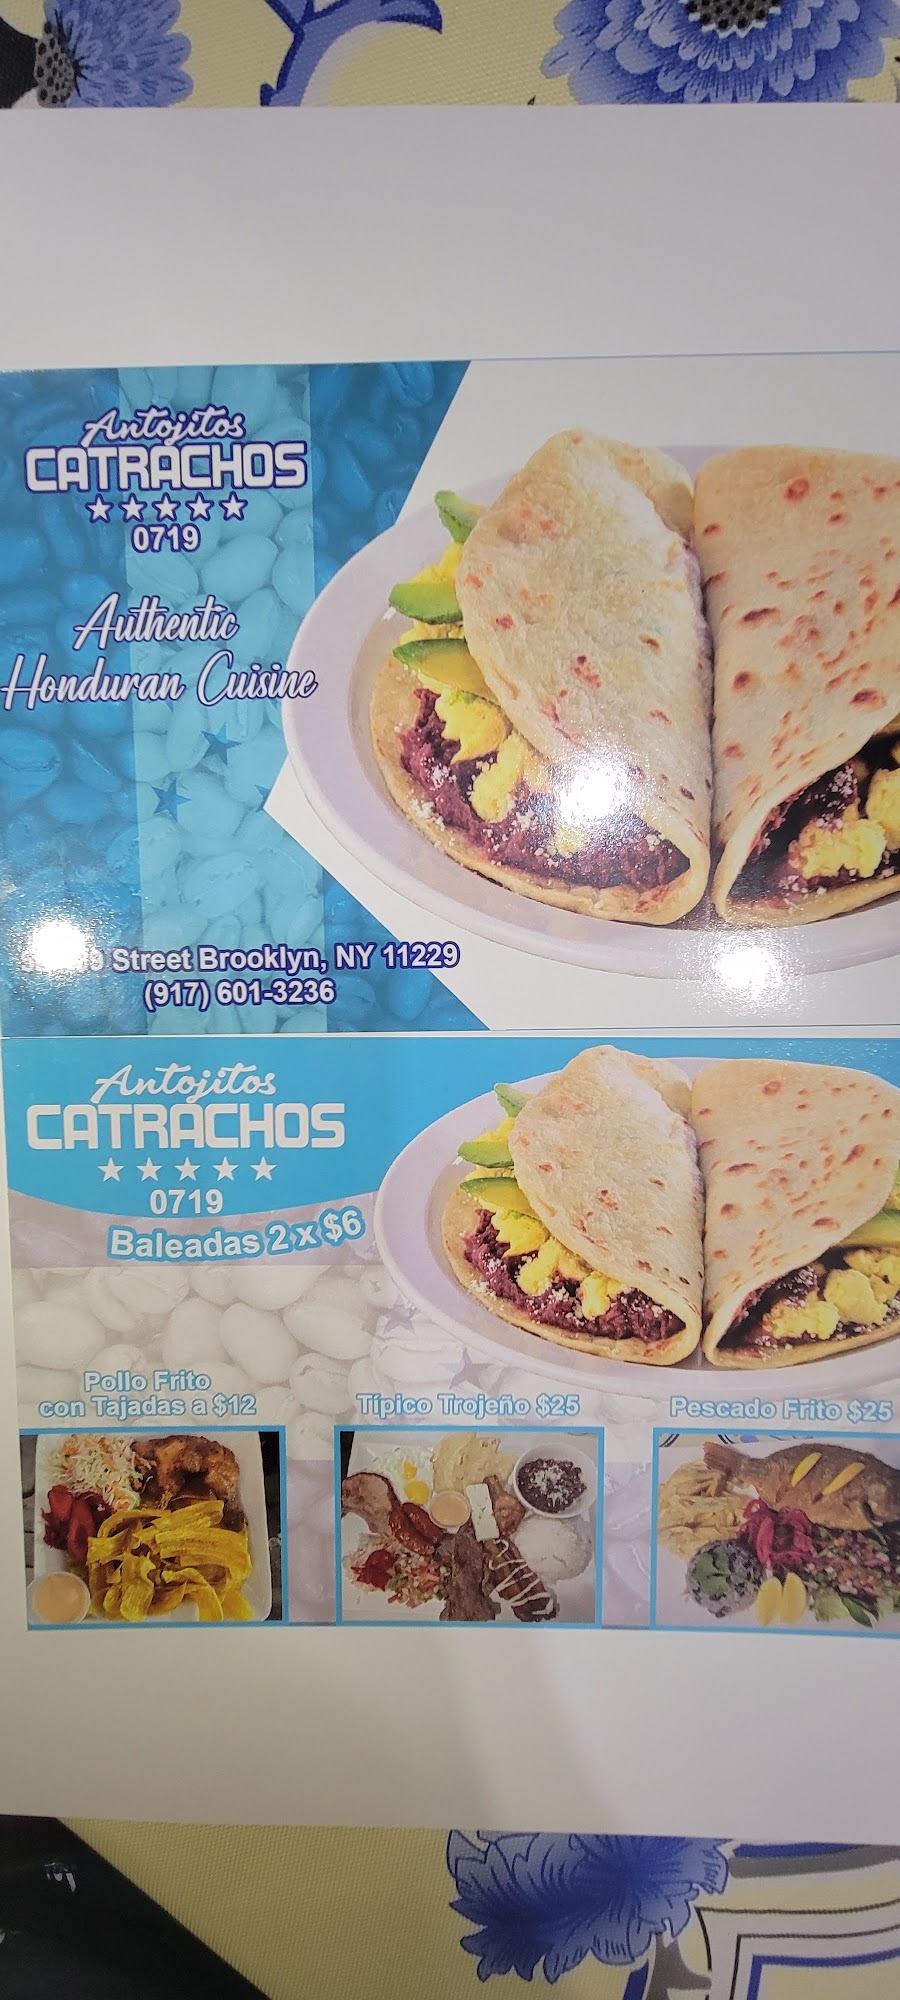 Antojitos
CATRACHOS
0719
Authentic
Honduran Cuisine
Street Brooklyn, NY 11229
(917) 601-3236
Antojitos
CATRACHOS
0719
Baleadas 2 x $6
Pollo Frito
con Tajadas a $12
Típico Trojeño $25
Pescado Frito $25